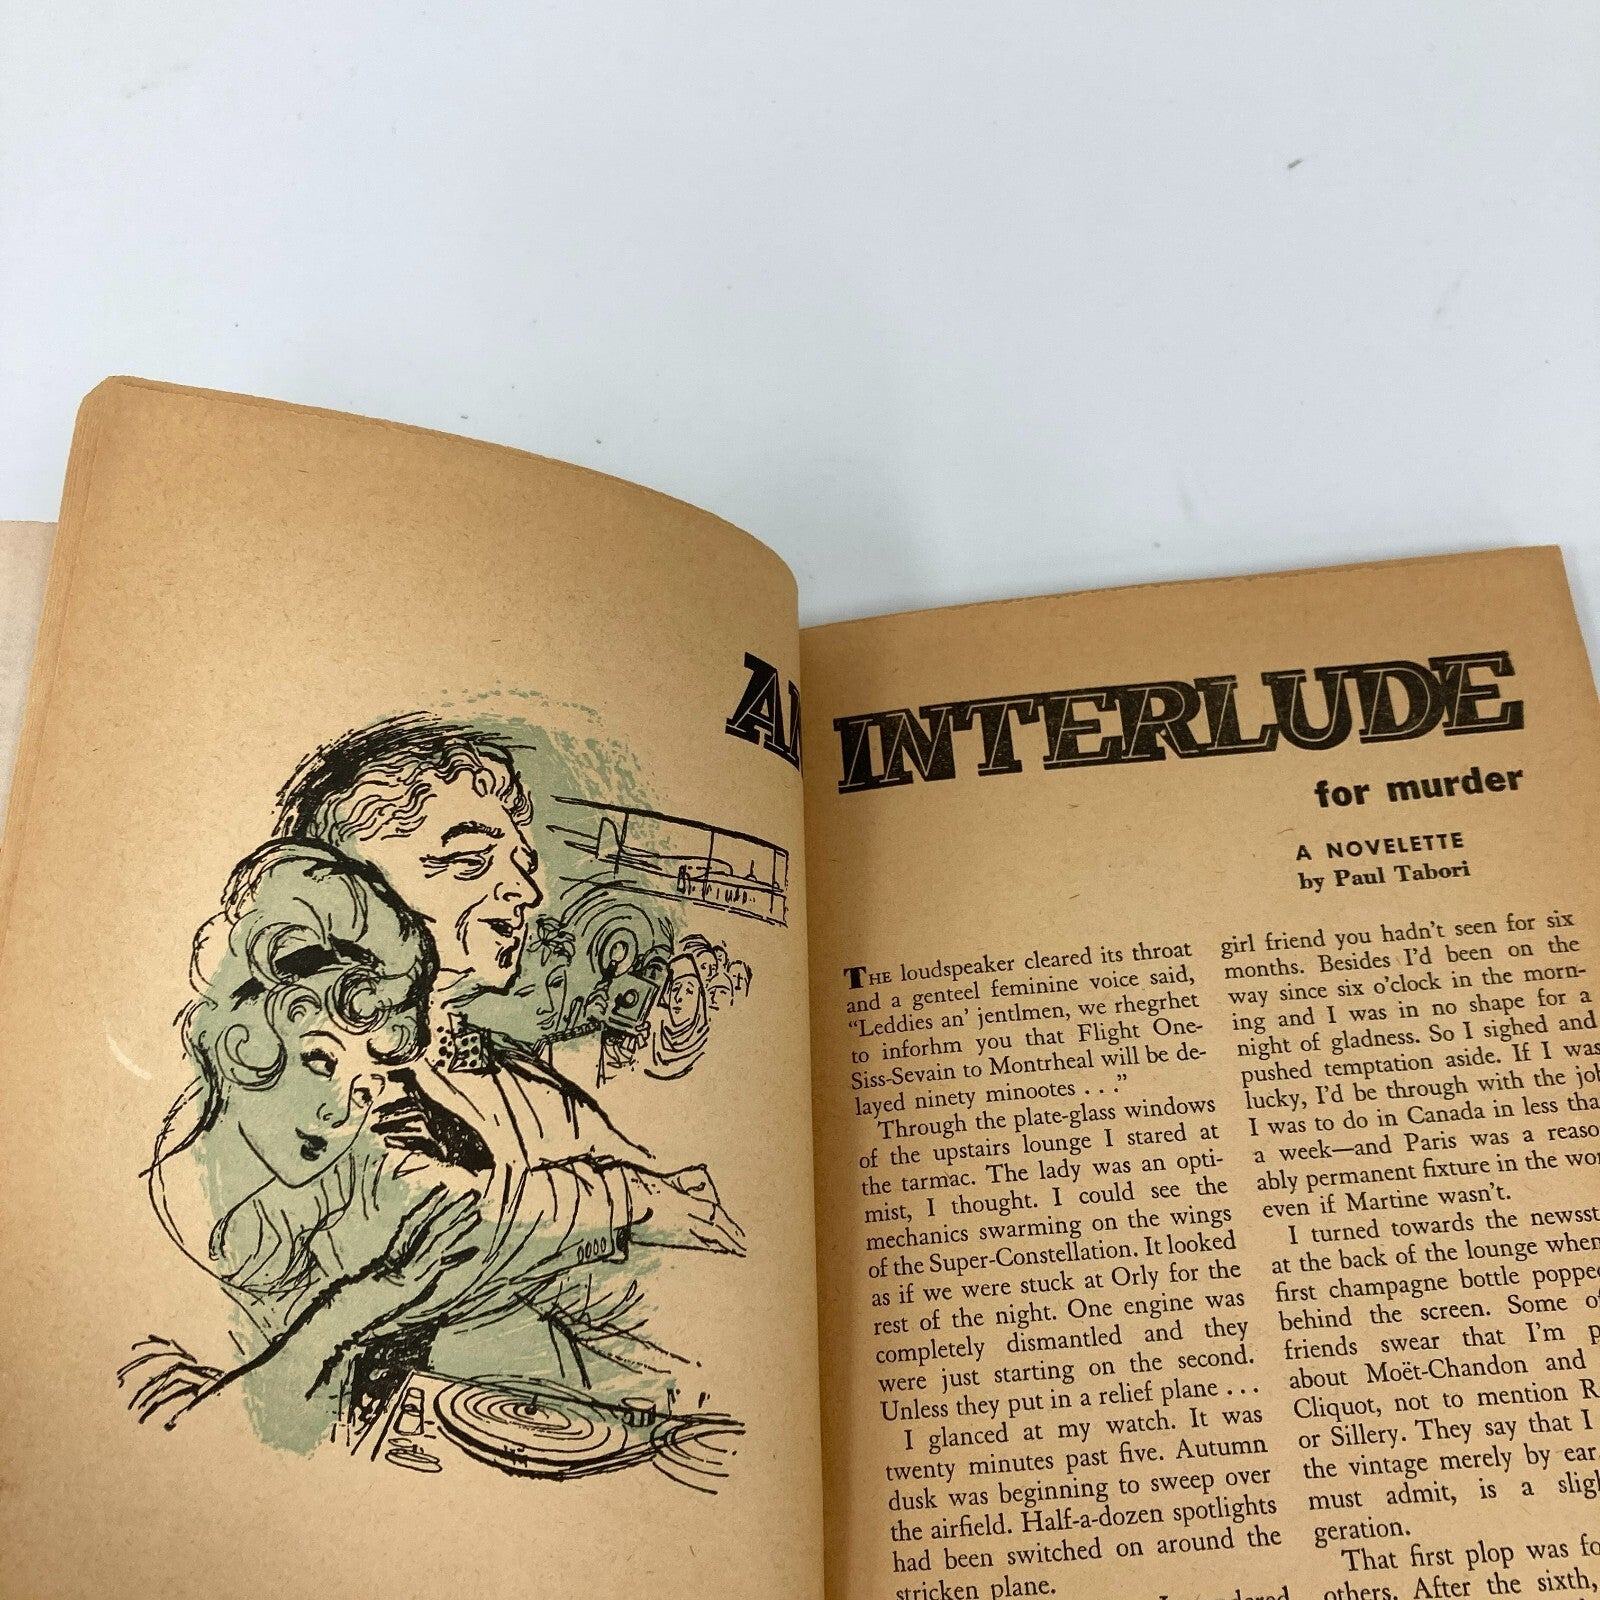 AN INTERLUDE
for murder
A NOVELETTE
by Paul Tabori
THE loudspeaker cleared its throat
and a genteel feminine voice said,
“Leddies an’ jentlmen, we rhegrhet
to inforhm you that Flight One-
Siss-Sevain to Montrheal will be de-
layed ninety minootes . . .”
Through the plate-glass windows
of the upstairs lounge I stared at
the tarmac. The lady was an opti-
mist, I thought. I could see the
mechanics swarming on the wings
of the Super-Constellation. It looked
as if we were stuck at Orly for the
rest of the night. One engine was
completely dismantled and they
were just starting on the second.
Unless they put in a relief plane . . .
I glanced at my watch. It was
twenty minutes past five. Autumn
dusk was beginning to sweep over
the airfield. Half-a-dozen spotlights
had been switched on around the
stricken plane.
girl friend you hadn’t seen for six
months. Besides I’d been on the
way since six o’clock in the morn-
ing and I was in no shape for a
night of gladness. So I sighed and
pushed temptation aside. If I was
lucky, I’d be through with the
I was to do in Canada in less
a week—and Paris was a
ably permanent fixture in the
even if Martine wasn’t.
I turned towards the
at the back of the lounge when
first champagne bottle
behind the screen. Some
friends swear that I’m
about Moët-Chandon and
Cliquot, not to mention
or Sillery. They say that I
the vintage merely by ear.
must admit, is a
geration.
That first plop was
others. After the sixth,